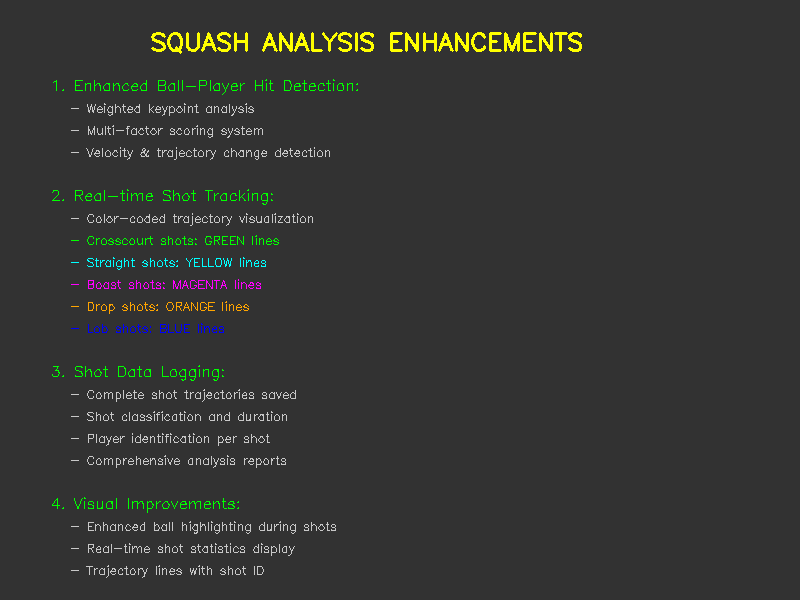 SQUASH ANALYSIS ENHANCEMENTS
1. Enhanced Ball-Player Hit Detection:
- Weighted keypoint analysis
- Multi-factor scoring system
- Velocity & trajectory change detection
2. Real-time Shot Tracking:
- Color-coded trajectory visualization
- Crosscourt shots: GREEN lines
- Straight shots: YELLOW lines
- Boast shots: MAGENTA lines
- Drop shots: ORANGE lines
- Lob shots: BLUE lines
3. Shot Data Logging:
- Complete shot trajectories saved
- Shot classification and duration
- Player identification per shot
- Comprehensive analysis reports
4. Visual Improvements:
- Enhanced ball highlighting during shots
- Real-time shot statistics display
- Trajectory lines with shot ID